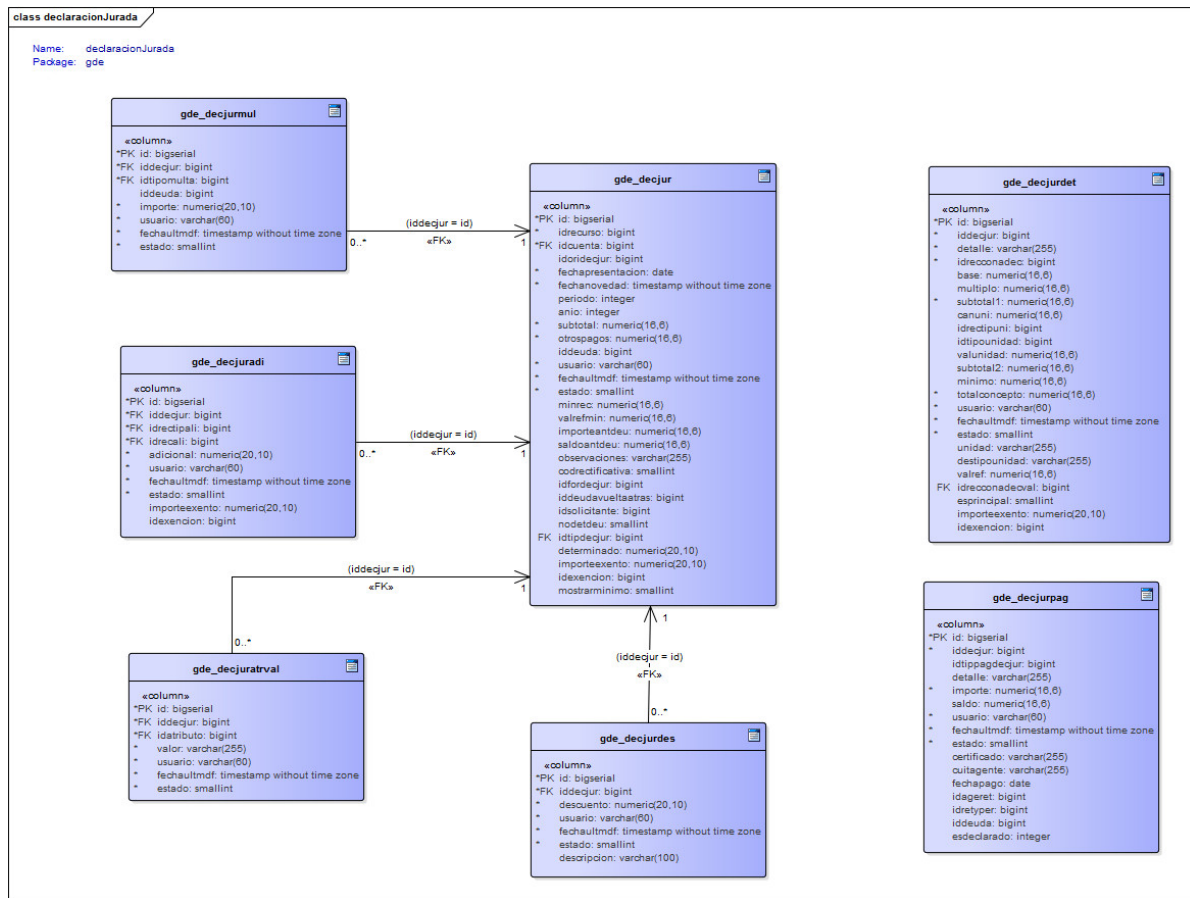 class declaracionJurada
Name: declaracionJurada
Package: gde
gde_decjurmul
«column»
*PK id: bigserial
*FK iddecjur: bigint
*FK idtipomulta: bigint
iddeuda: bigint
* importe: numeric(20,10)
* usuario: varchar(60)
* fechaultmdf: timestamp without time zone
* estado: smallint
(iddecjur = id)
0..*
«FK»
1
gde_decjuradi
«column»
*PK id: bigserial
*FK iddecjur: bigint
*FK idrectipali: bigint
*FK idrecali: bigint
* adicional: numeric(20,10)
* usuario: varchar(60)
* fechaultmdf: timestamp without time zone
* estado: smallint
importeexento: numeric(20,10)
idexencion: bigint
(iddecjur = id)
0..*
«FK»
1
(iddecjur = id)
«FK»
1
0..*
gde_decjuratrval
«column»
*PK id: bigserial
*FK iddecjur: bigint
*FK idatributo: bigint
* valor: varchar(255)
* usuario: varchar(60)
* fechaultmdf: timestamp without time zone
* estado: smallint
gde_decjur
«column»
*PK id: bigserial
* idrecurso: bigint
*FK idcuenta: bigint
idoridecjur: bigint
* fechapresentacion: date
* fechanovedad: timestamp without time zone
periodo: integer
anio: integer
* subtotal: numeric(16,6)
* otrospagos: numeric(16,6)
iddeuda: bigint
* usuario: varchar(60)
* fechaultmdf: timestamp without time zone
* estado: smallint
minrec: numeric(16,6)
valrefmin: numeric(16,6)
importeantdeu: numeric(16,6)
saldoantdeu: numeric(16,6)
observaciones: varchar(255)
codrectificativa: smallint
idfordecjur: bigint
iddeudavueltaatras: bigint
idsolicitante: bigint
nodetdeu: smallint
FK idtipdecjur: bigint
determinado: numeric(20,10)
importeexento: numeric(20,10)
idexencion: bigint
mostrarminimo: smallint
1
(iddecjur = id)
«FK»
0..*
gde_decjurdes
«column»
*PK id: bigserial
*FK iddecjur: bigint
* descuento: numeric(20,10)
* usuario: varchar(60)
* fechaultmdf: timestamp without time zone
* estado: smallint
descripcion: varchar(100)
gde_decjurdet
«column»
*PK id: bigserial
* iddecjur: bigint
* detalle: varchar(255)
* idrecconadec: bigint
base: numeric(16,6)
multiplo: numeric(16,6)
* subtotal1: numeric(16,6)
canuni: numeric(16,6)
idrectipuni: bigint
idtipounidad: bigint
valunidad: numeric(16,6)
subtotal2: numeric(16,6)
minimo: numeric(16,6)
* totalconcepto: numeric(16,6)
* usuario: varchar(60)
* fechaultmdf: timestamp without time zone
* estado: smallint
unidad: varchar(255)
destipounidad: varchar(255)
valref: numeric(16,6)
FK idrecconadecval: bigint
esprincipal: smallint
importeexento: numeric(20,10)
idexencion: bigint
gde_decjurpag
«column»
*PK id: bigserial
* iddecjur: bigint
idtippagdecjur: bigint
detalle: varchar(255)
* importe: numeric(16,6)
saldo: numeric(16,6)
* usuario: varchar(60)
* fechaultmdf: timestamp without time zone
* estado: smallint
certificado: varchar(255)
cuitagente: varchar(255)
fechapago: date
idageret: bigint
idretyper: bigint
iddeuda: bigint
esdeclarado: integer